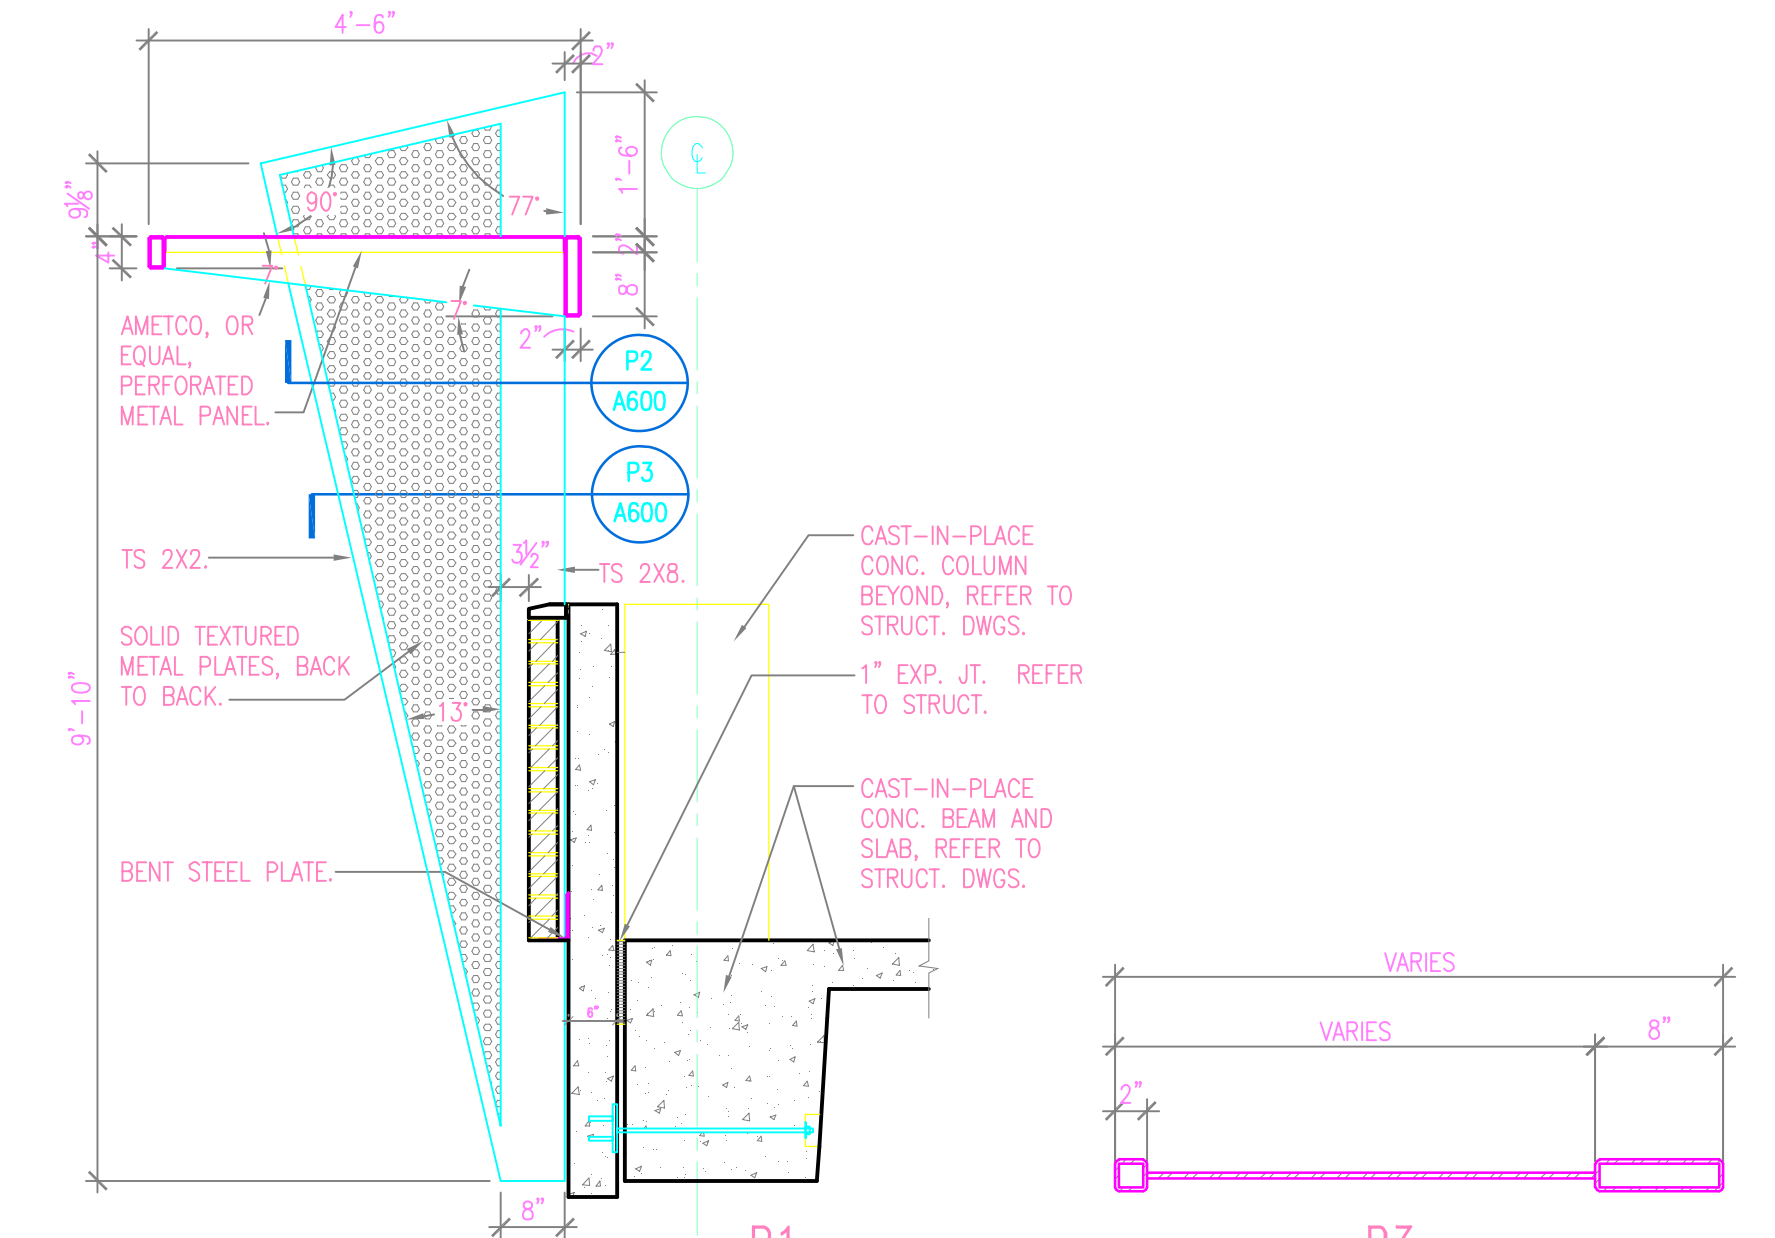 4'-6"
2"
1'-6"
CL
9⅛"
90°
77°
4"
2"
7°
8"
7°
2"
AMETCO, OR
EQUAL,
PERFORATED
METAL PANEL.
P2
A600
P3
A600
3½"
TS 2X2.
TS 2X8.
CAST-IN-PLACE
CONC. COLUMN
BEYOND, REFER TO
STRUCT. DWGS.
SOLID TEXTURED
METAL PLATES, BACK
TO BACK.
1" EXP. JT. REFER
TO STRUCT.
9'-10"
13°
CAST-IN-PLACE
CONC. BEAM AND
SLAB, REFER TO
STRUCT. DWGS.
BENT STEEL PLATE.
6"
VARIES
VARIES
8"
2"
8"
P1